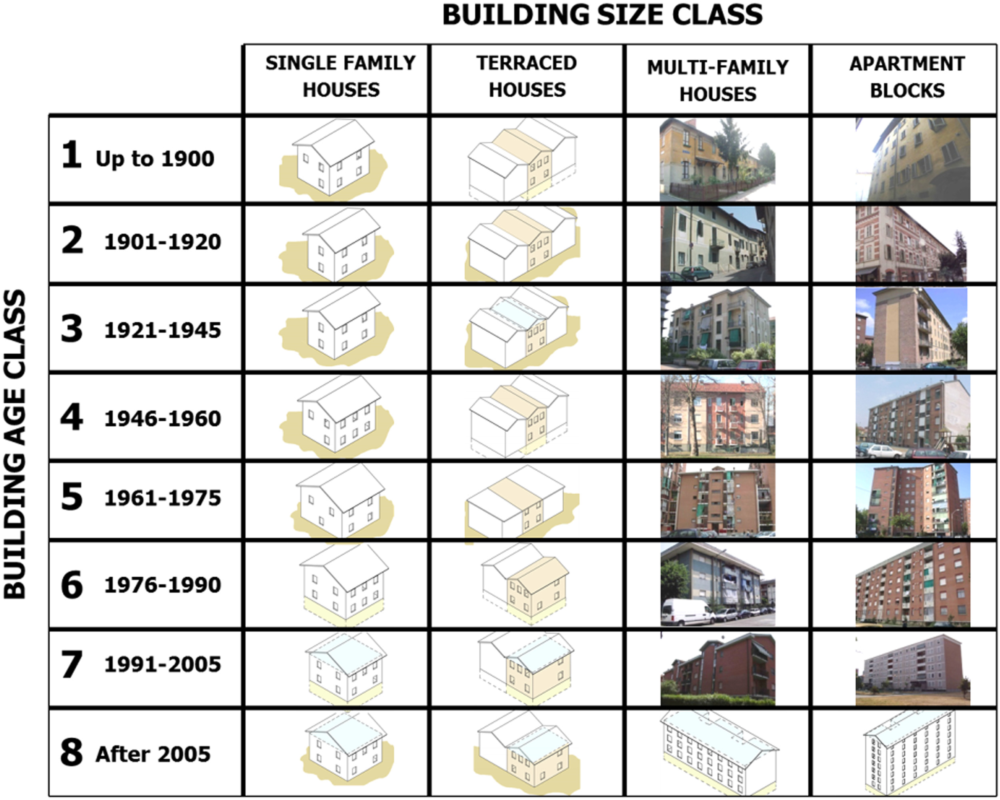 BUILDING SIZE CLASS
SINGLE FAMILY
HOUSES
TERRACED
HOUSES
MULTI-FAMILY
HOUSES
APARTMENT
BLOCKS
BUILDING AGE CLASS
1 Up to 1900
2 1901-1920
3 1921-1945
4 1946-1960
5 1961-1975
6 1976-1990
7 1991-2005
8 After 2005